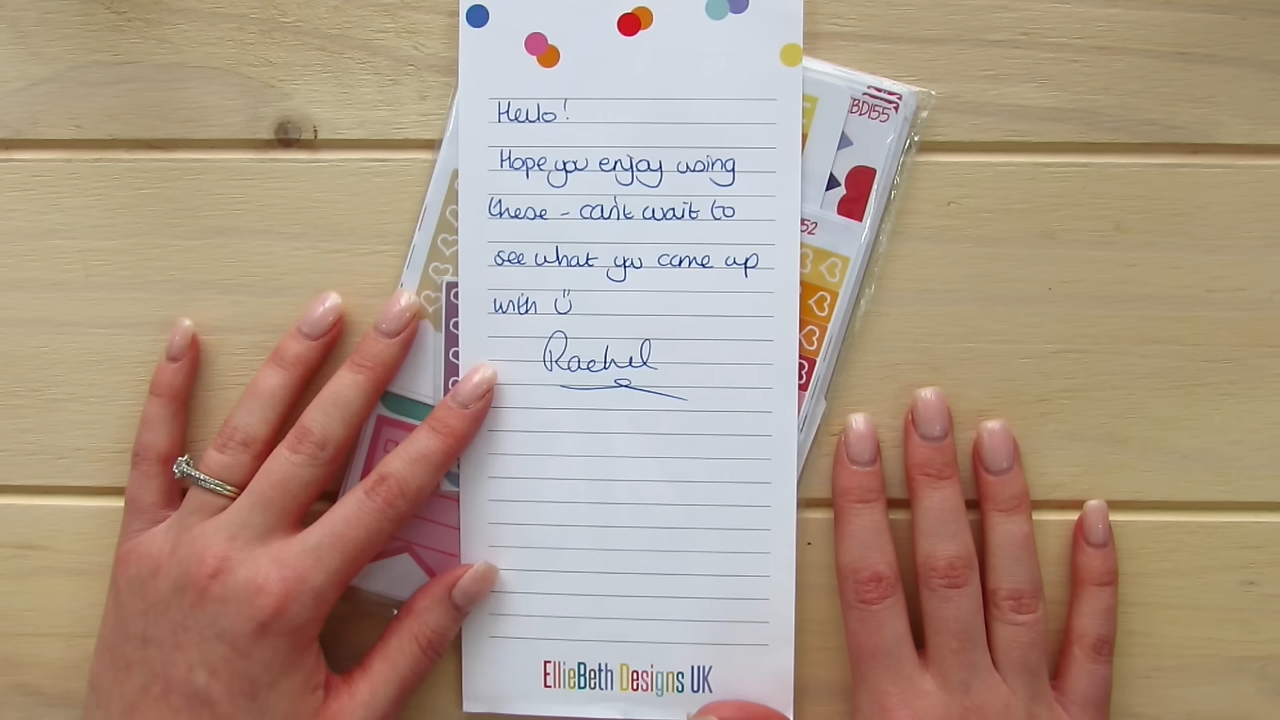 Hello!
Hope you enjoy using
these - can't wait to
see what you come up
with
Rachel
EllieBeth Designs UK
BD155
52